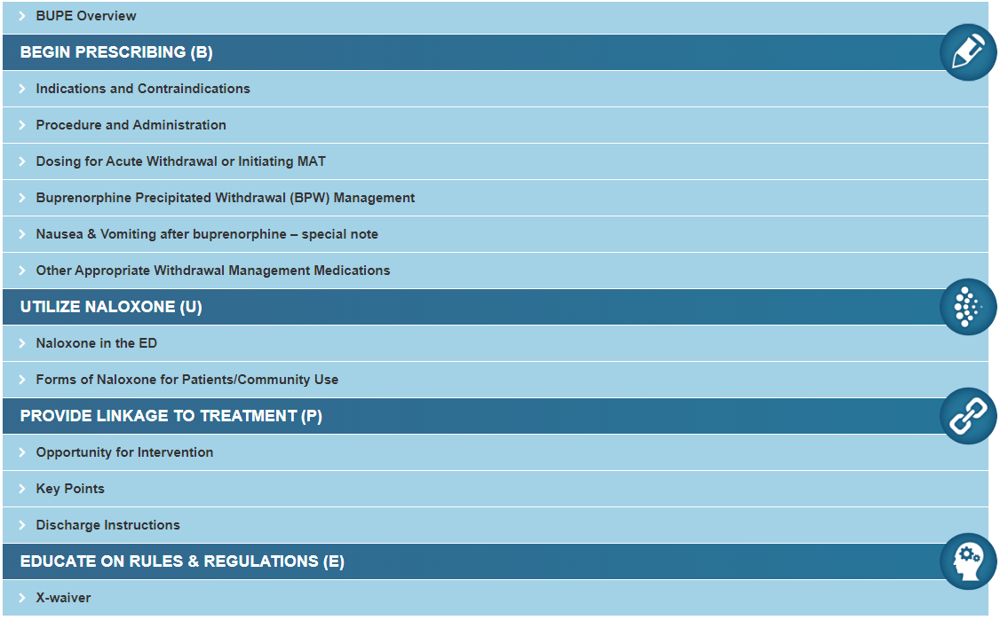 BUPE Overview
BEGIN PRESCRIBING (B)
Indications and Contraindications
Procedure and Administration
Dosing for Acute Withdrawal or Initiating MAT
Buprenorphine Precipitated Withdrawal (BPW) Management
Nausea & Vomiting after buprenorphine – special note
Other Appropriate Withdrawal Management Medications
UTILIZE NALOXONE (U)
Naloxone in the ED
Forms of Naloxone for Patients/Community Use
PROVIDE LINKAGE TO TREATMENT (P)
Opportunity for Intervention
Key Points
Discharge Instructions
EDUCATE ON RULES & REGULATIONS (E)
X-waiver